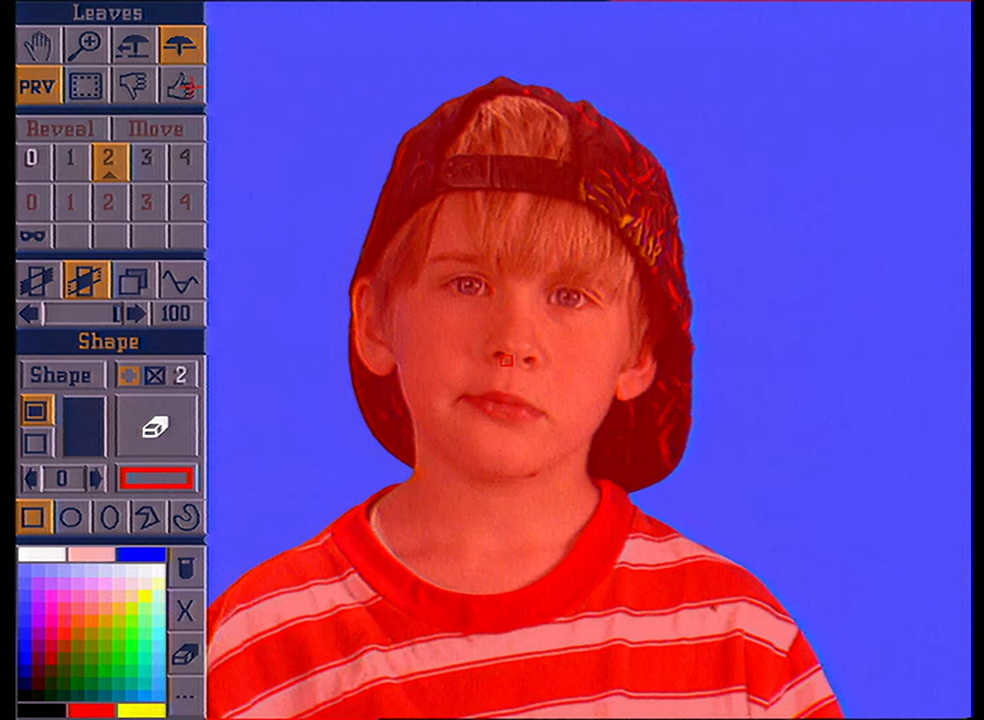 Leaves
PRV
Reveal Move
0 1 2 3 4
0 1 2 3 4
100
Shape
Shape 2
0
X
...